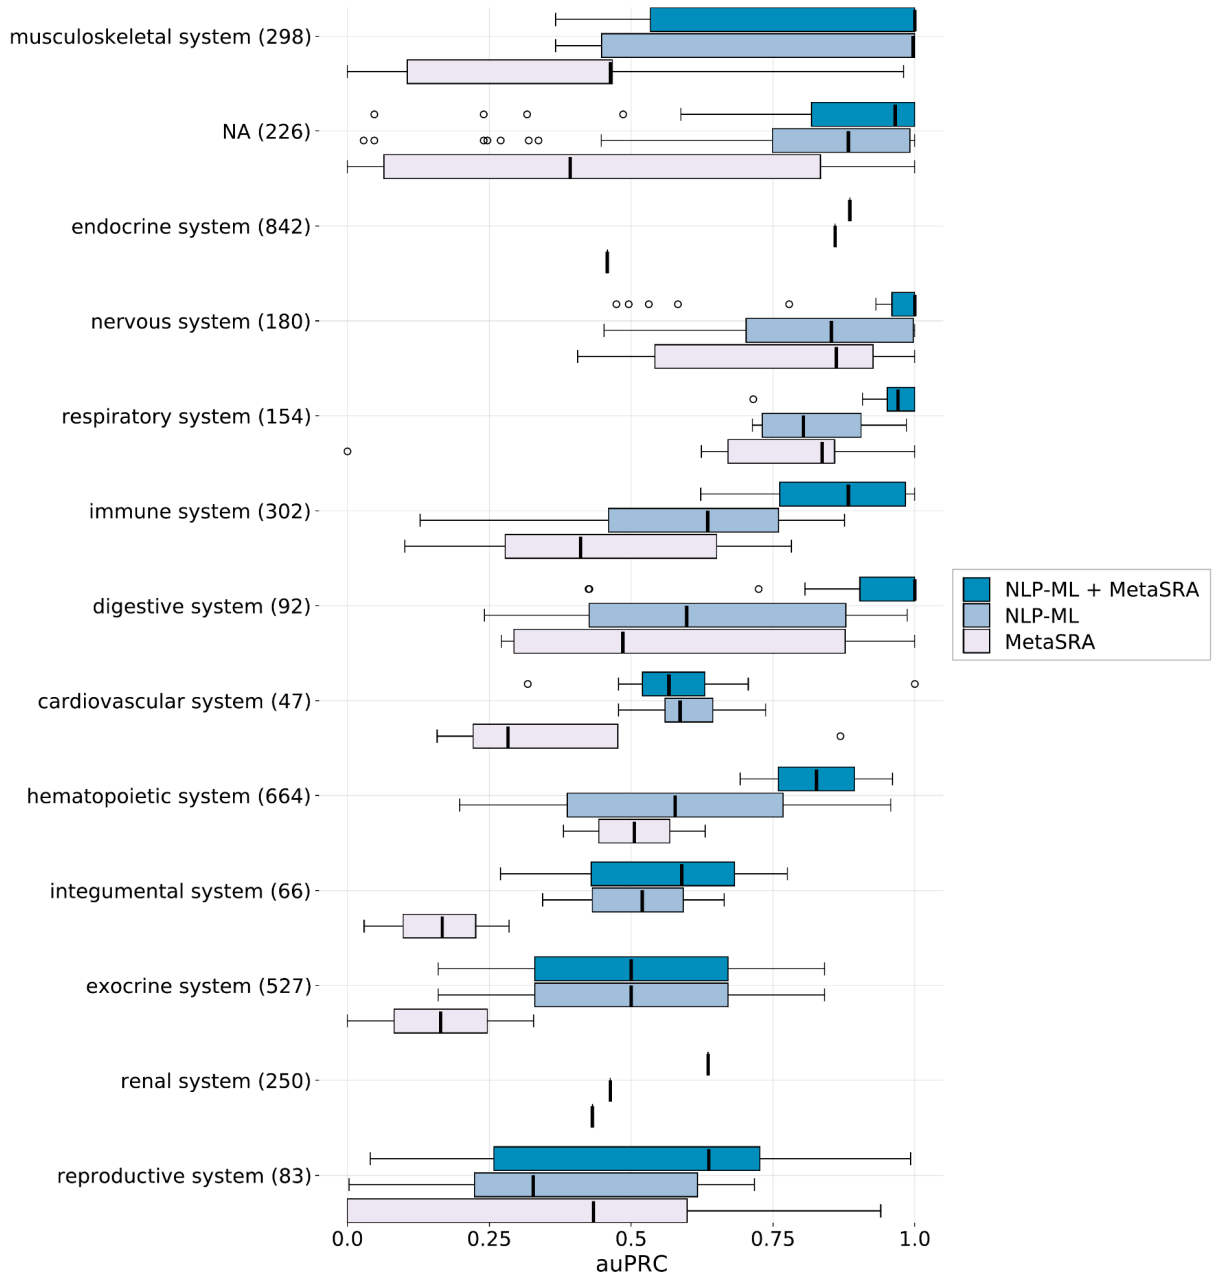 musculoskeletal system (298)
NA (226)
endocrine system (842)
nervous system (180)
respiratory system (154)
immune system (302)
digestive system (92)
cardiovascular system (47)
hematopoietic system (664)
integumental system (66)
exocrine system (527)
renal system (250)
reproductive system (83)
0.0 0.25 0.5 0.75 1.0
auPRC
NLP-ML + MetaSRA
NLP-ML
MetaSRA